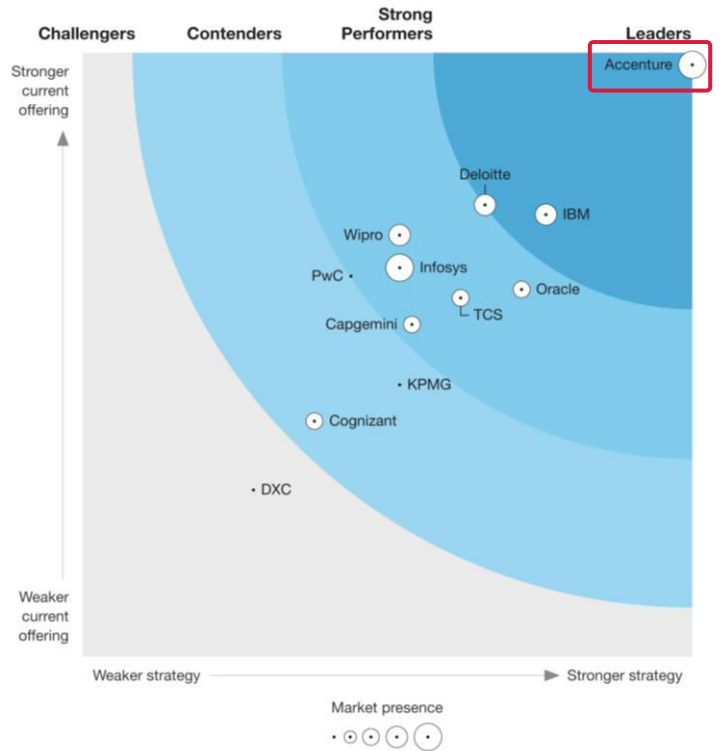 Challengers
Contenders
Strong
Performers
Leaders
Stronger
current
offering
Accenture
Deloitte
IBM
Wipro
Infosys
PwC
Oracle
TCS
Capgemini
KPMG
Cognizant
DXC
Weaker
current
offering
Weaker strategy
Stronger strategy
Market presence